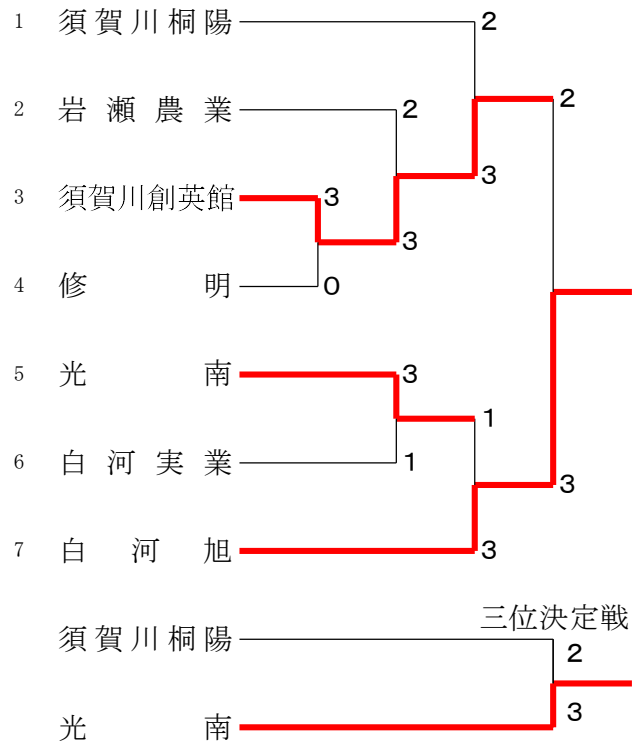 1 須賀川桐陽 2
2 岩瀬農業 2 2
3 須賀川創英館 3 3
3
4 修明 0
5 光南 3
1
6 白河実業 1
3
7 白河旭 3
三位決定戦
須賀川桐陽 2
光南 3